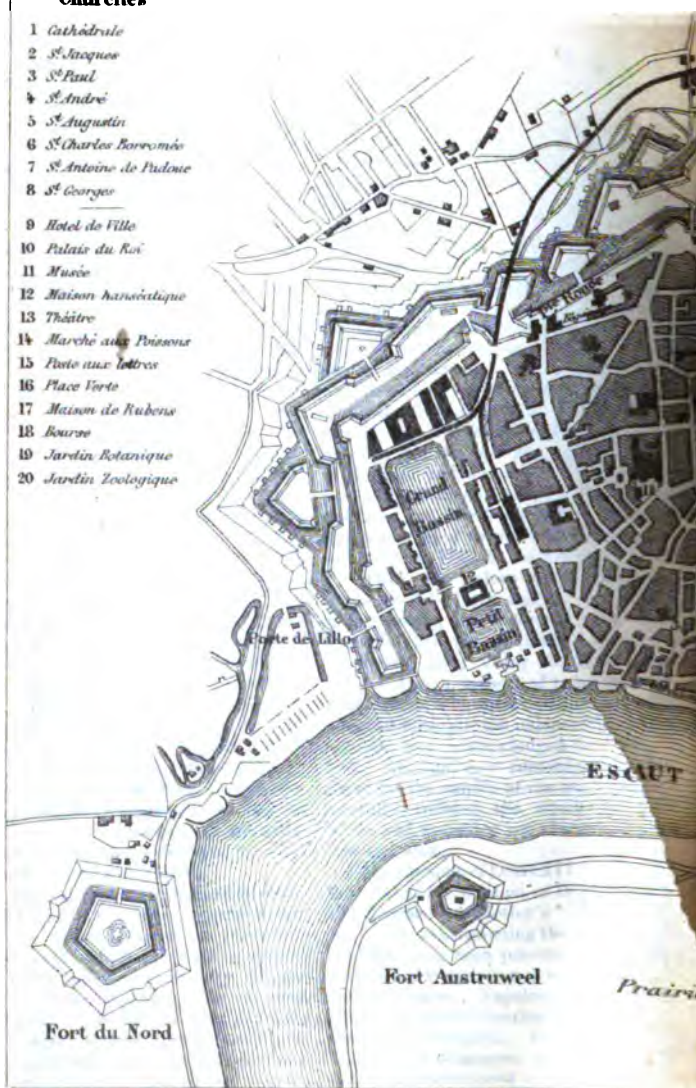 Churches
1 Cathédrale
2 St Jacques
3 St Paul
4 St André
5 St Augustin
6 St Charles Borromée
7 St Antoine de Padoue
8 St Georges
9 Hotel de Ville
10 Palais du Roi
11 Musée
12 Maison hanséatique
13 Théâtre
14 Marché aux Poissons
15 Poste aux lettres
16 Place Verte
17 Maison de Rubens
18 Bourse
19 Jardin Botanique
20 Jardin Zoologique
Rouge
Grand
Bassin
12
Petit
Bassin
Porte de Lillo
ESCAUT
Fort Austruweel
Prairi
Fort du Nord